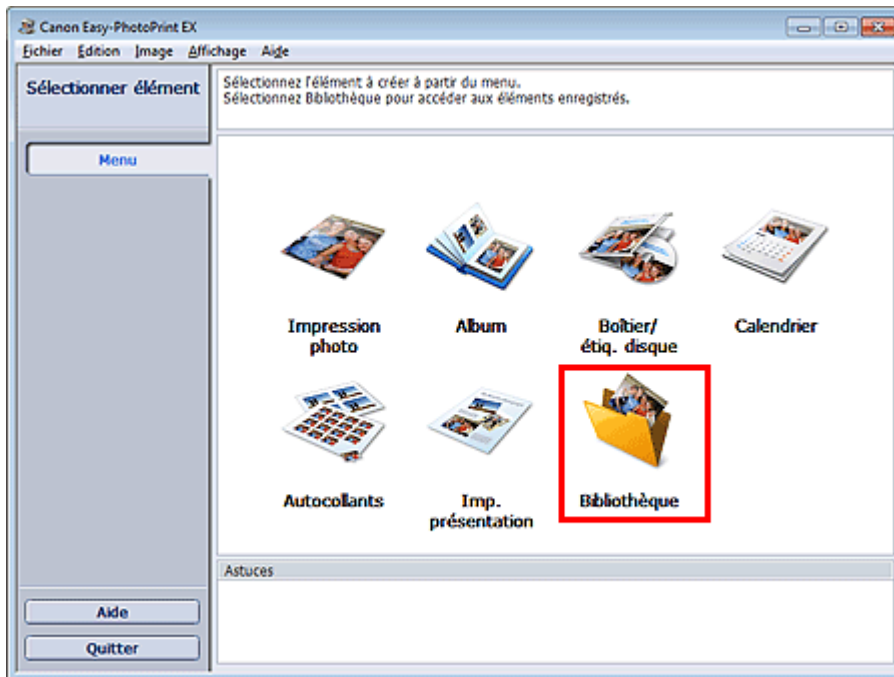 Canon Easy-PhotoPrint EX
Fichier Edition Image Affichage Aide
Sélectionner élément
Sélectionnez l'élément à créer à partir du menu.
Sélectionnez Bibliothèque pour accéder aux éléments enregistrés.
Menu
Impression
photo
Album
Boîtier/
étiq. disque
Calendrier
Autocollants
Imp.
présentation
Bibliothèque
Astuces
Aide
Quitter